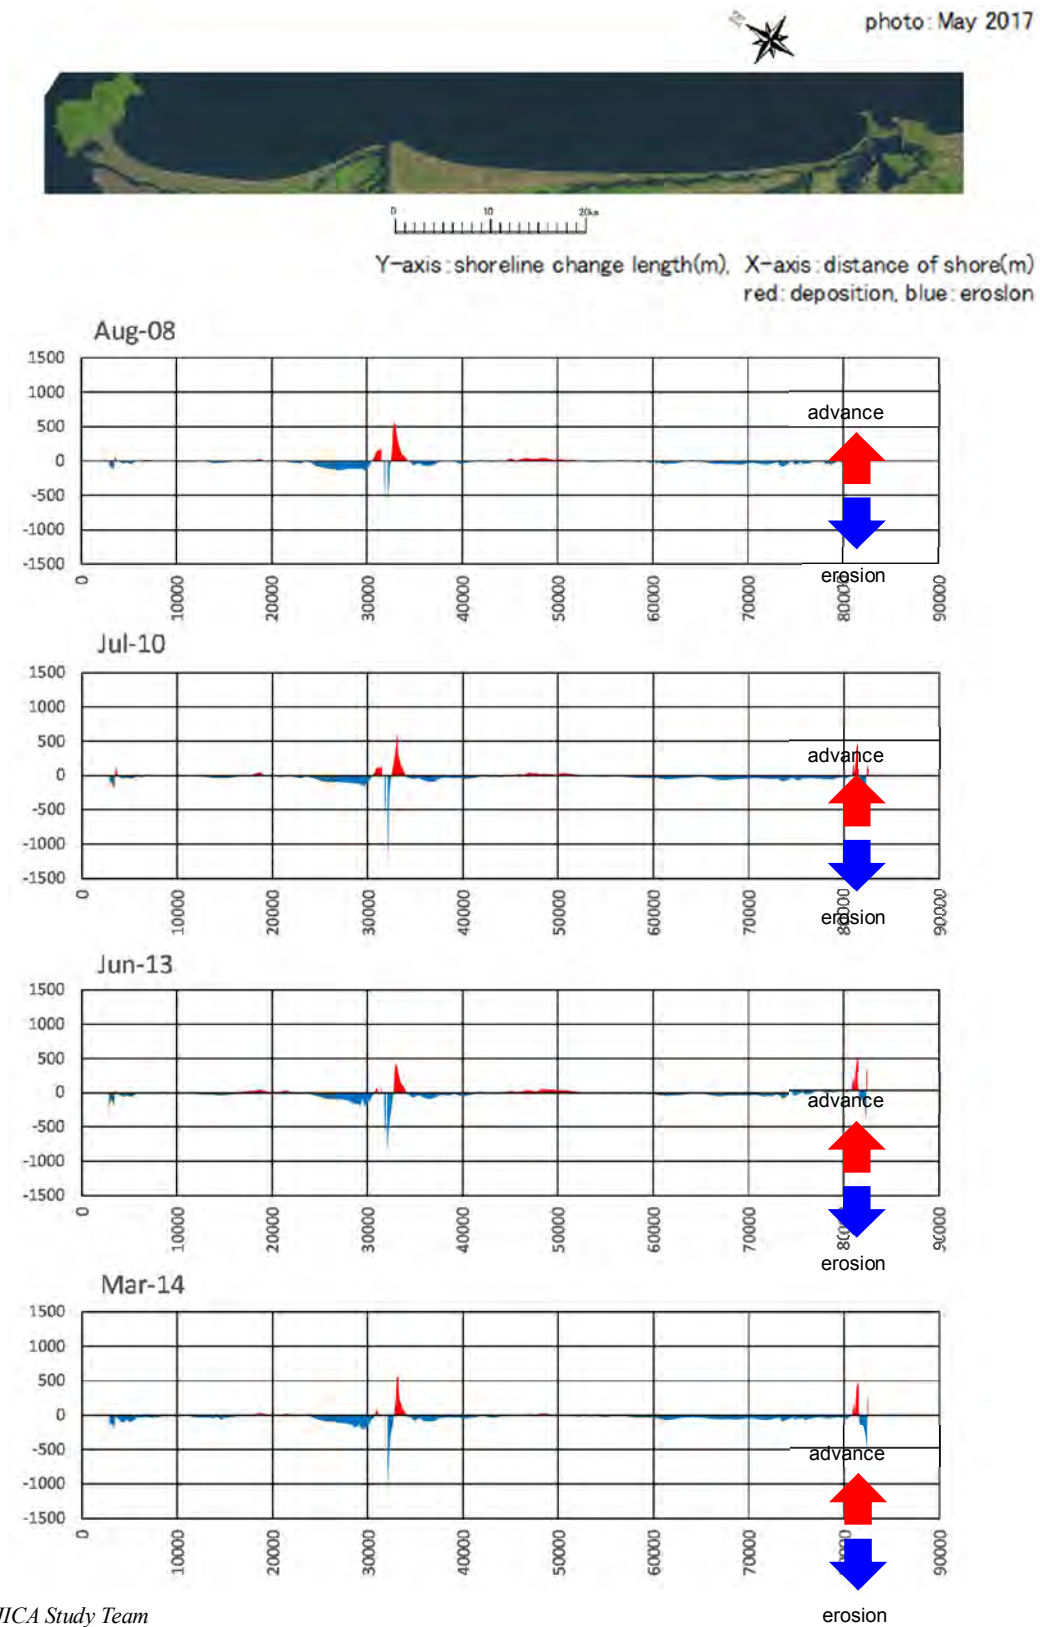 photo: May 2017
N
0 10 20km
Y-axis: shoreline change length(m), X-axis: distance of shore(m)
red: deposition, blue: erosion
Aug-08
1500
1000
500
0
-500
-1000
-1500
advance
erosion
0 10000 20000 30000 40000 50000 60000 70000 80000 90000
Jul-10
1500
1000
500
0
-500
-1000
-1500
advance
erosion
0 10000 20000 30000 40000 50000 60000 70000 80000 90000
Jun-13
1500
1000
500
0
-500
-1000
-1500
advance
erosion
0 10000 20000 30000 40000 50000 60000 70000 80000 90000
Mar-14
1500
1000
500
0
-500
-1000
-1500
advance
erosion
0 10000 20000 30000 40000 50000 60000 70000 80000 90000
JICA Study Team